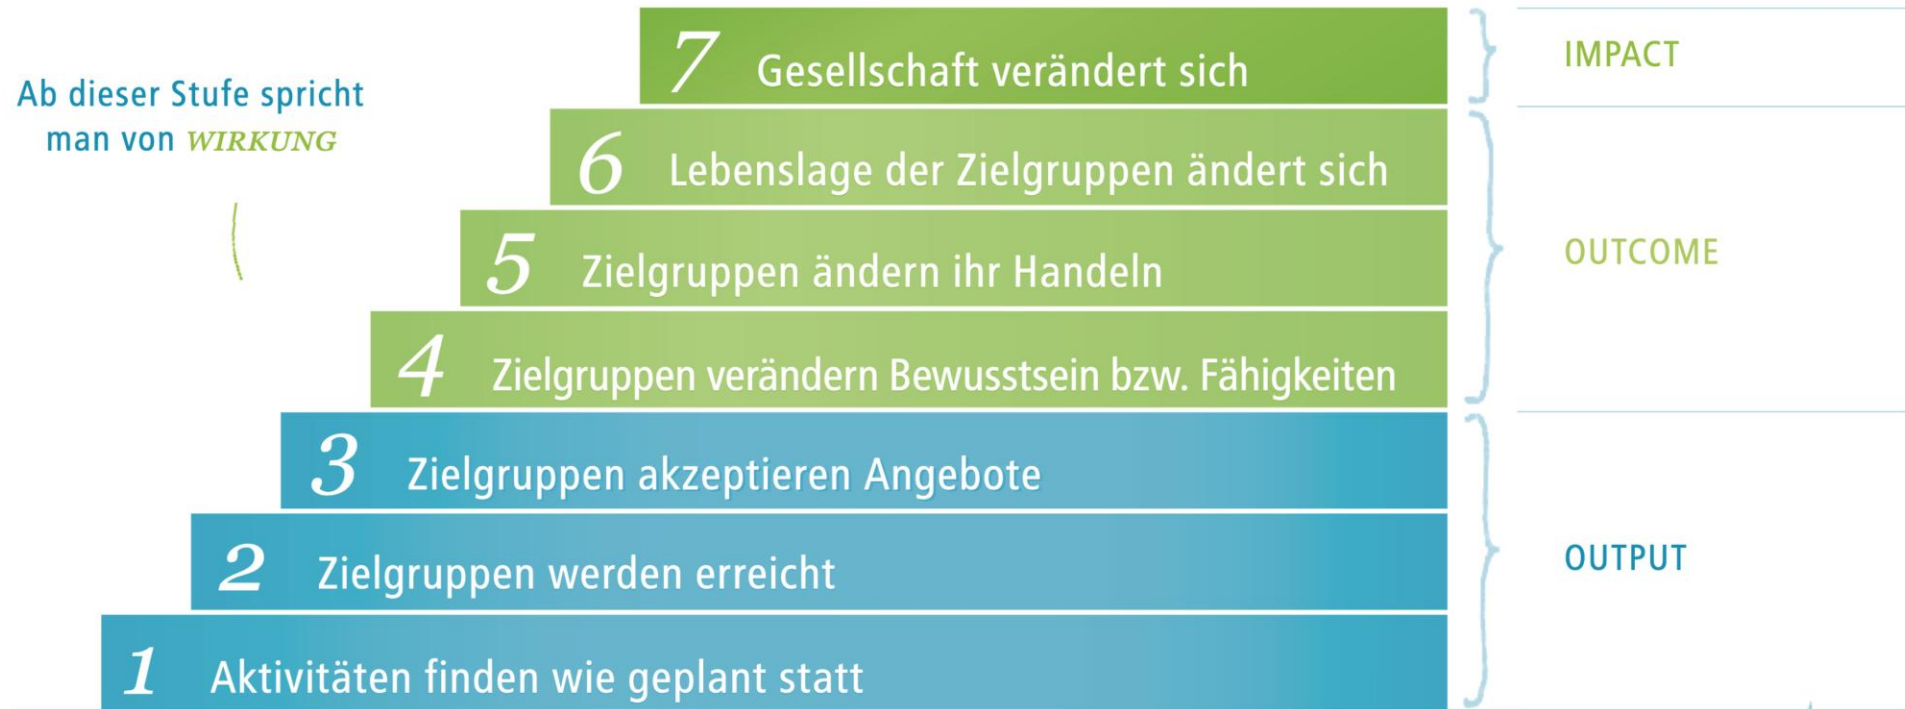 Ab dieser Stufe spricht
man von WIRKUNG
7 Gesellschaft verändert sich
IMPACT
6 Lebenslage der Zielgruppen ändert sich
5 Zielgruppen ändern ihr Handeln
OUTCOME
4 Zielgruppen verändern Bewusstsein bzw. Fähigkeiten
3 Zielgruppen akzeptieren Angebote
2 Zielgruppen werden erreicht
OUTPUT
1 Aktivitäten finden wie geplant statt